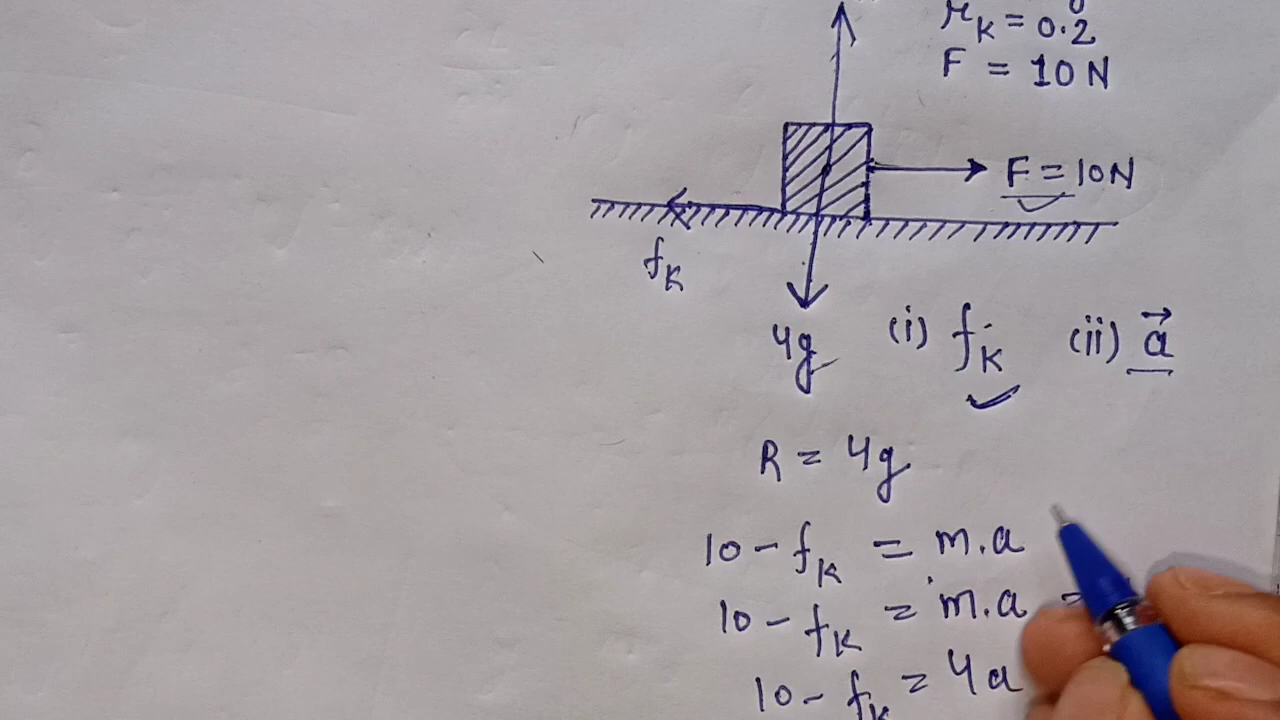 μₖ = 0.2
F = 10 N
F = 10N
fₖ
4g (i) fₖ (ii) a⃗
R = 4g
10 - fₖ = m.a
10 - fₖ = m.a =
10 - fₖ = 4a